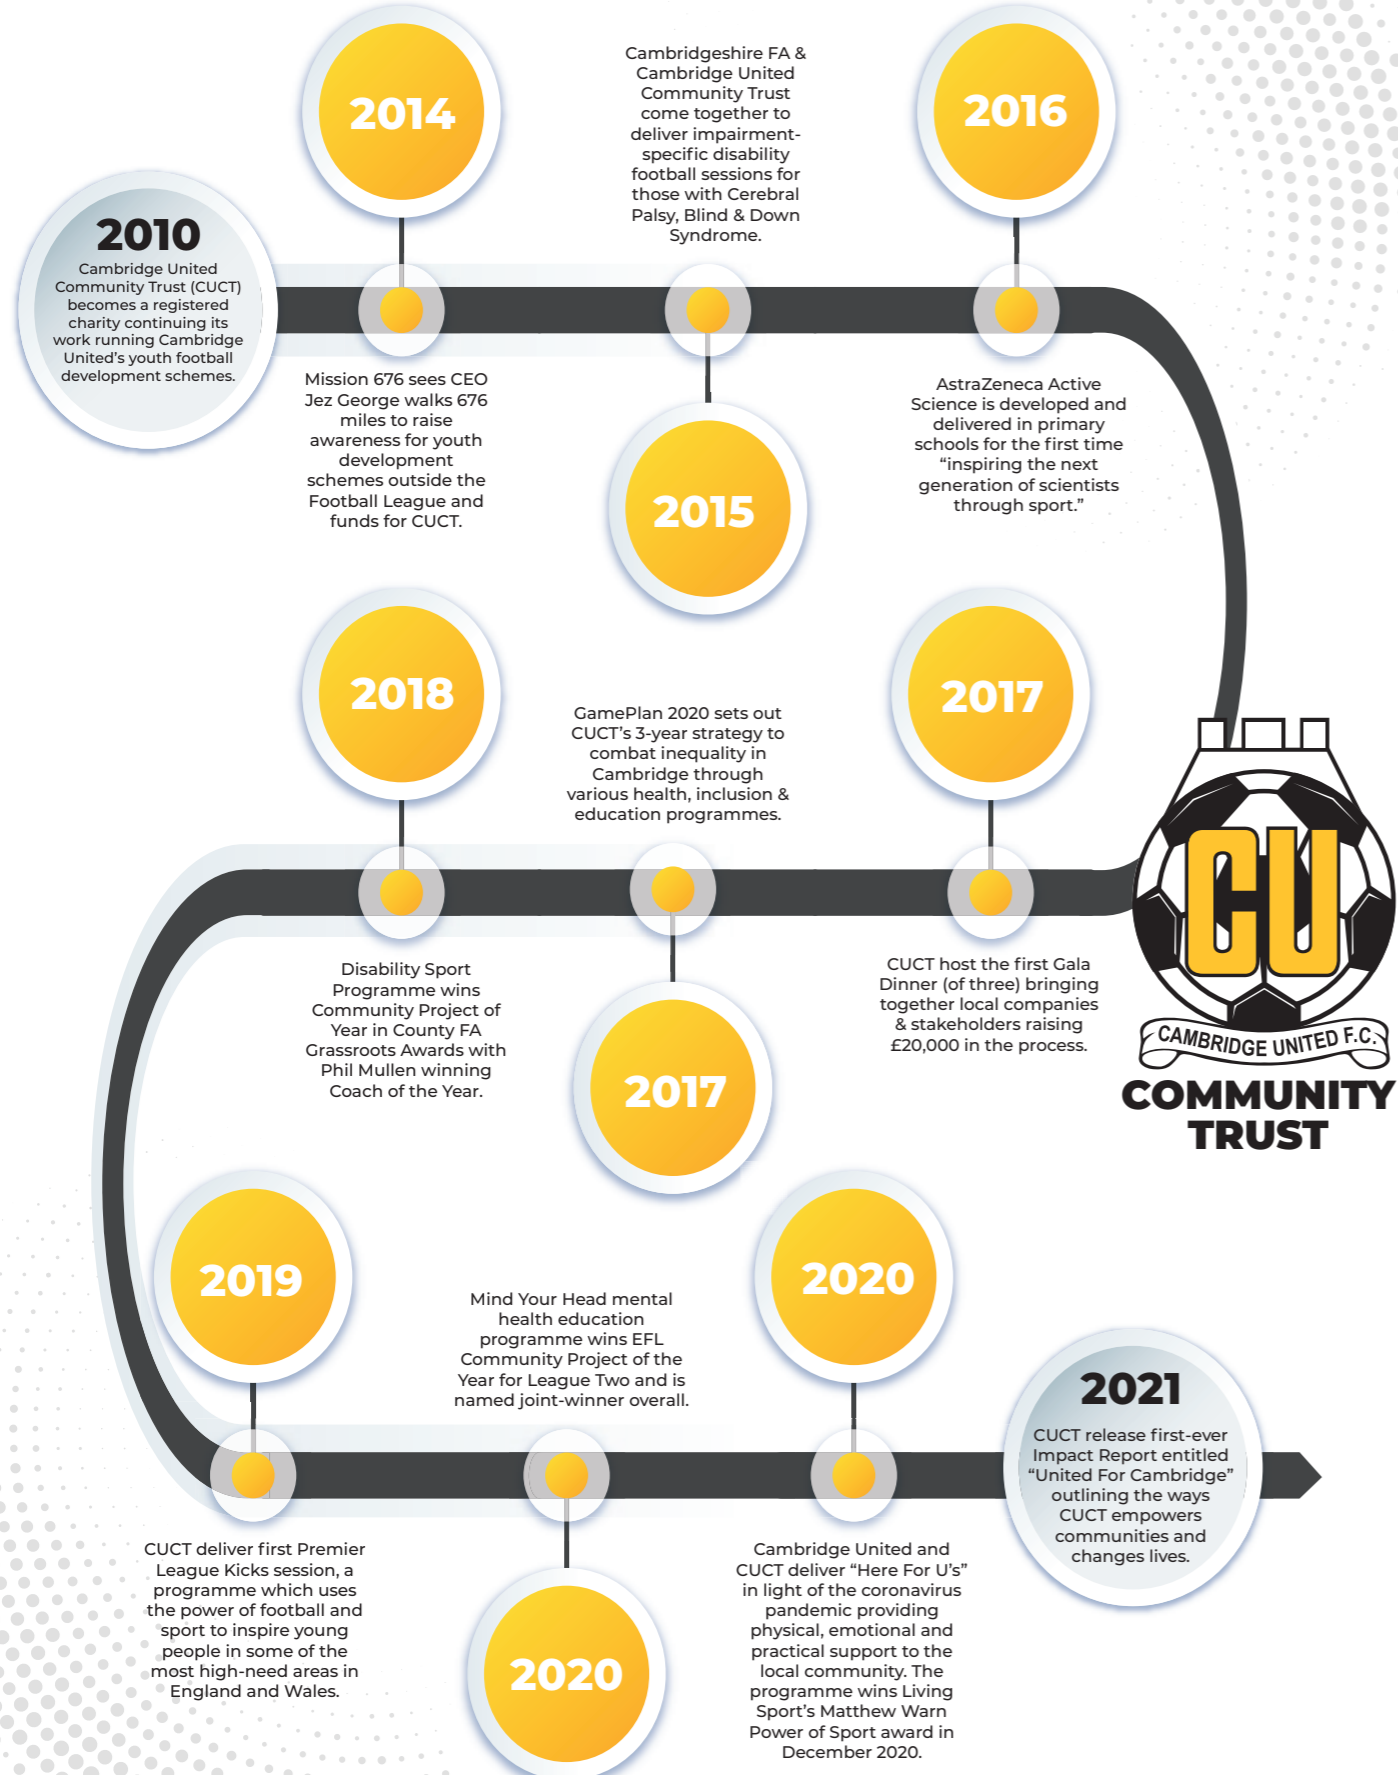 2010
Cambridge United
Community Trust (CUCT)
becomes a registered
charity continuing its
work running Cambridge
United's youth football
development schemes.
2014
Mission 676 sees CEO
Jez George walks 676
miles to raise
awareness for youth
development
schemes outside the
Football League and
funds for CUCT.
Cambridgeshire FA &
Cambridge United
Community Trust
come together to
deliver impairment-
specific disability
football sessions for
those with Cerebral
Palsy, Blind & Down
Syndrome.
2015
2016
AstraZeneca Active
Science is developed and
delivered in primary
schools for the first time
“inspiring the next
generation of scientists
through sport.”
CU
CAMBRIDGE UNITED F.C.
COMMUNITY
TRUST
2017
CUCT host the first Gala
Dinner (of three) bringing
together local companies
& stakeholders raising
£20,000 in the process.
GamePlan 2020 sets out
CUCT's 3-year strategy to
combat inequality in
Cambridge through
various health, inclusion &
education programmes.
2017
2018
Disability Sport
Programme wins
Community Project of
Year in County FA
Grassroots Awards with
Phil Mullen winning
Coach of the Year.
2019
CUCT deliver first Premier
League Kicks session, a
programme which uses
the power of football and
sport to inspire young
people in some of the
most high-need areas in
England and Wales.
Mind Your Head mental
health education
programme wins EFL
Community Project of the
Year for League Two and is
named joint-winner overall.
2020
2020
Cambridge United and
CUCT deliver “Here For U's”
in light of the coronavirus
pandemic providing
physical, emotional and
practical support to the
local community. The
programme wins Living
Sport's Matthew Warn
Power of Sport award in
December 2020.
2021
CUCT release first-ever
Impact Report entitled
“United For Cambridge”
outlining the ways
CUCT empowers
communities and
changes lives.